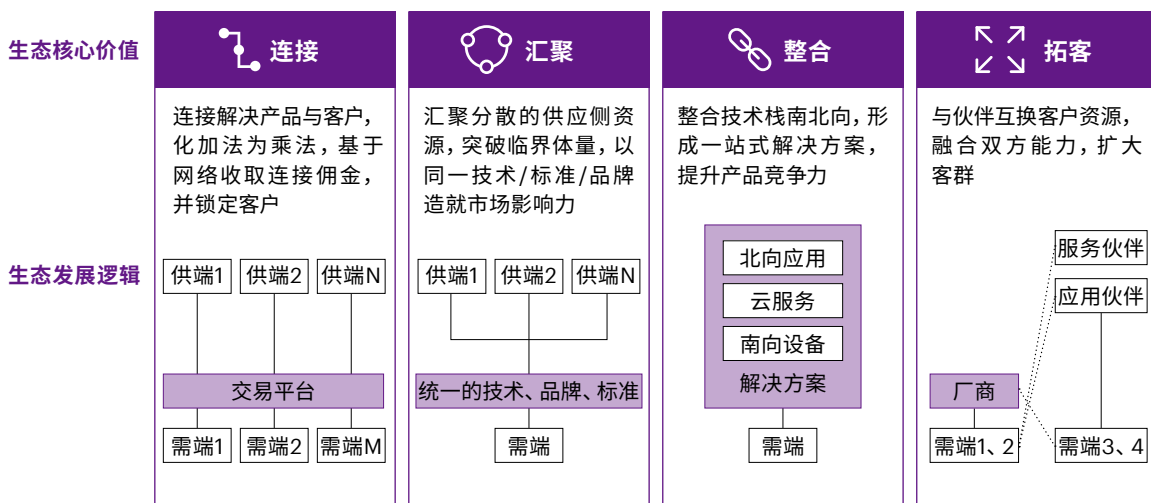 生态核心价值
连接
汇聚
整合
拓客
连接解决产品与客户，
化加法为乘法，基于
网络收取连接佣金，
并锁定客户
汇聚分散的供应侧资
源，突破临界体量，以
同一技术/标准/品牌
造就市场影响力
整合技术栈南北向，形
成一站式解决方案，
提升产品竞争力
与伙伴互换客户资源，
融合双方能力，扩大
客群
生态发展逻辑
供端1
供端2
供端N
交易平台
需端1
需端2
需端M
供端1
供端2
供端N
统一的技术、品牌、标准
需端
北向应用
云服务
南向设备
解决方案
需端
服务伙伴
应用伙伴
厂商
需端1、2
需端3、4